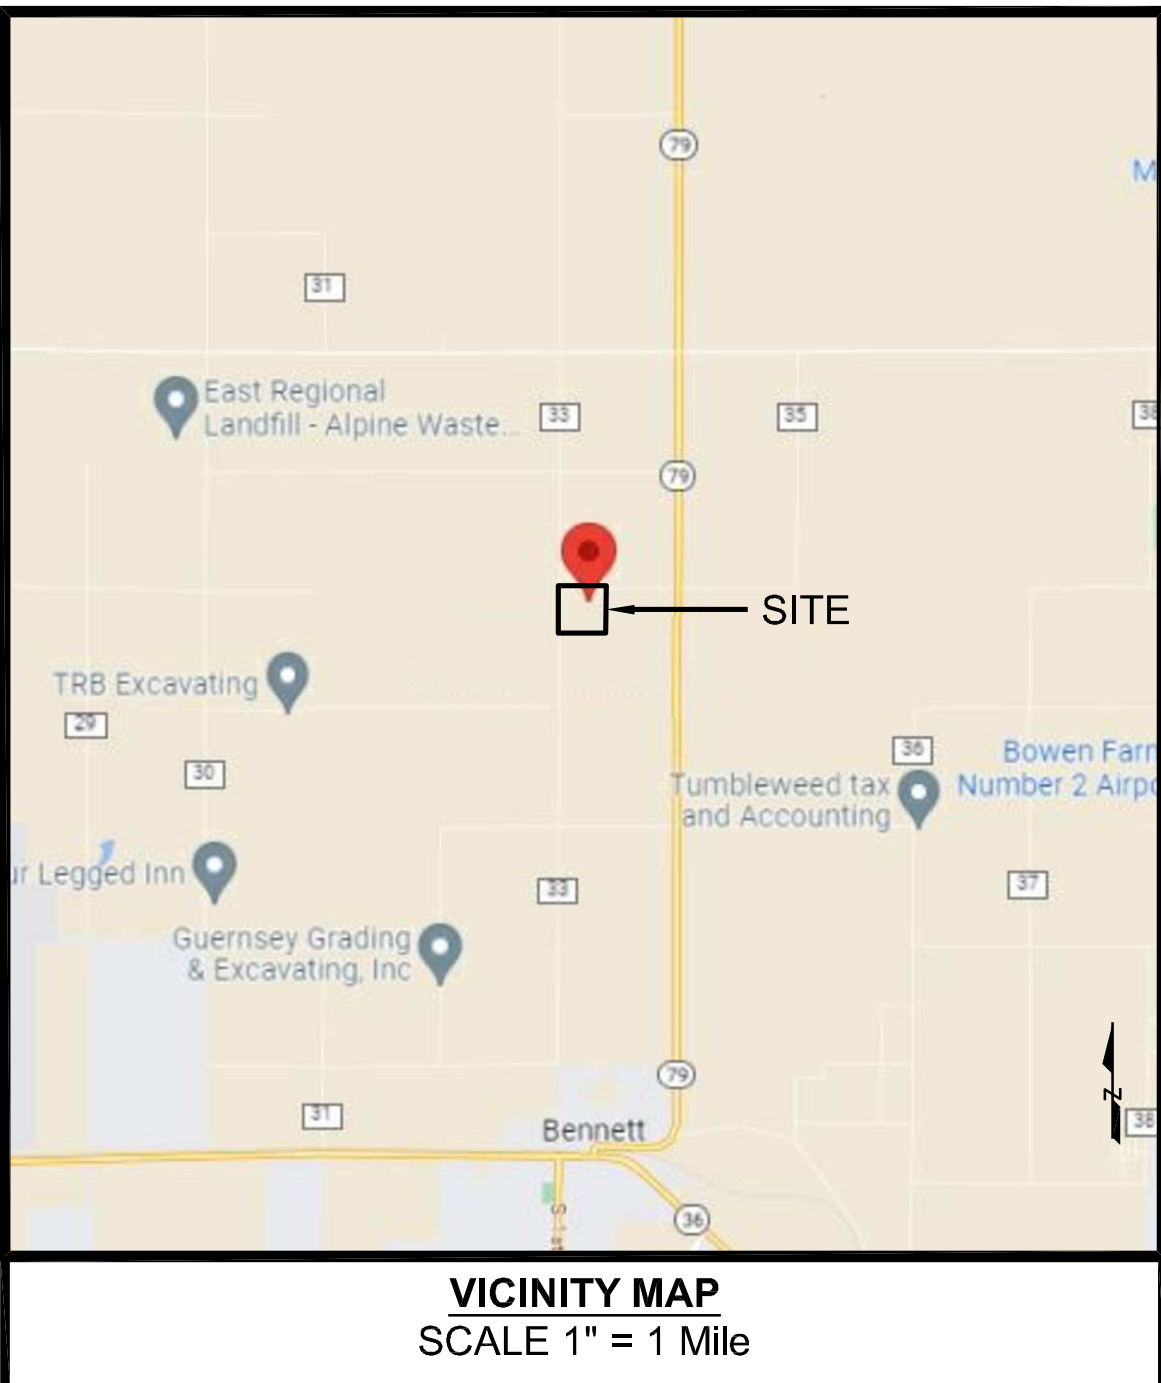 79
M
31
East Regional
Landfill - Alpine Waste...
33
35
38
79
SITE
TRB Excavating
29
30
36
Bowen Farm
Number 2 Airpo
Tumbleweed tax
and Accounting
ur Legged Inn
33
37
Guernsey Grading
& Excavating, Inc
79
N
31
38
Bennett
36
VICINITY MAP
SCALE 1" = 1 Mile